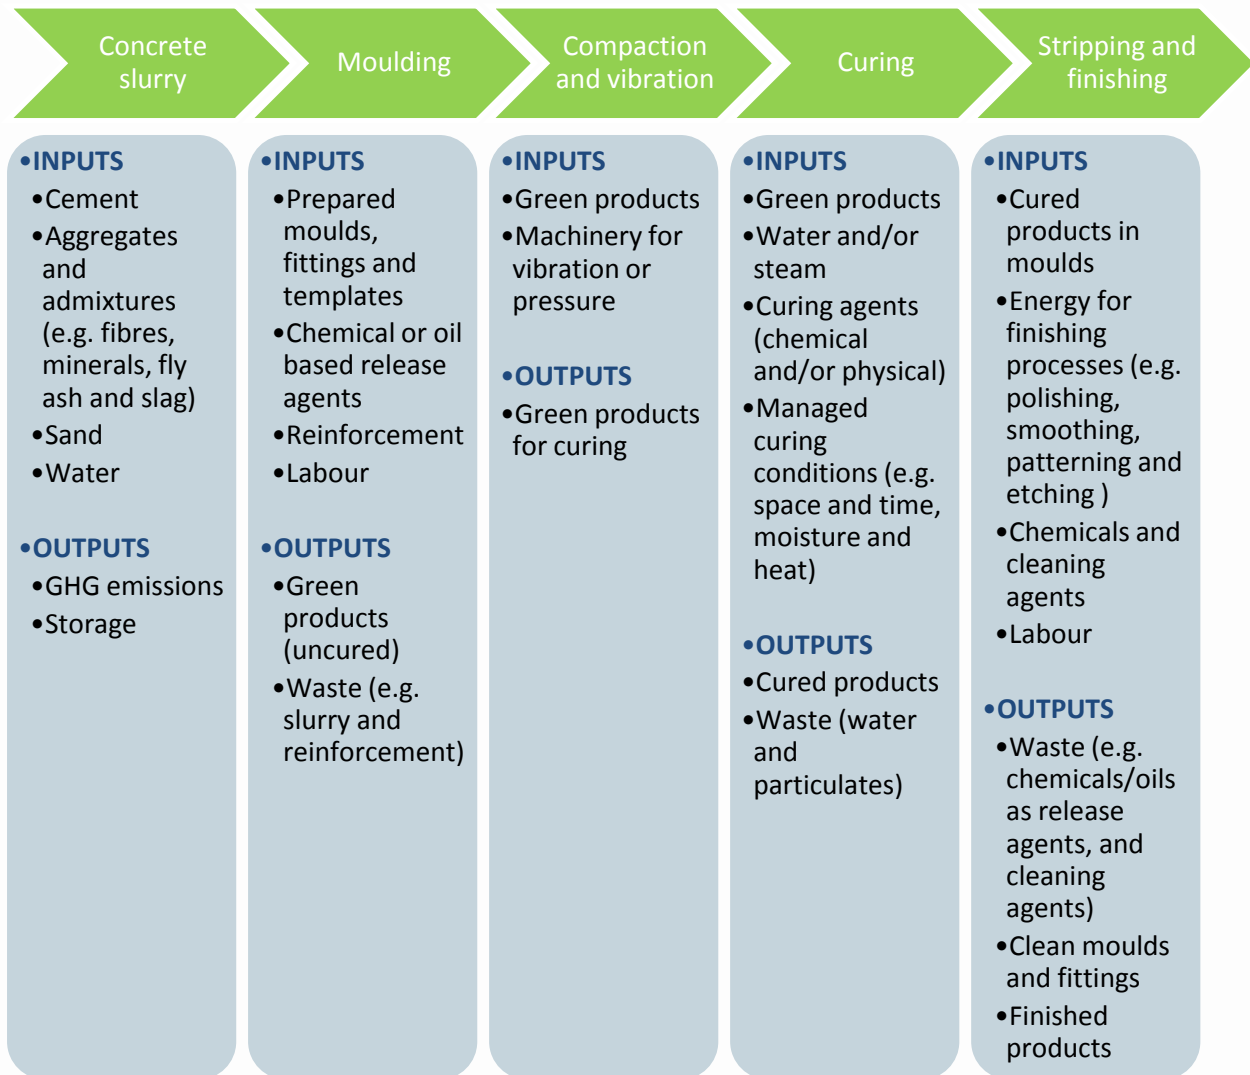 Concrete
slurry
Moulding
Compaction
and vibration
Curing
Stripping and
finishing
•INPUTS
•Cement
•Aggregates
and
admixtures
(e.g. fibres,
minerals, fly
ash and slag)
•Sand
•Water
•OUTPUTS
•GHG emissions
•Storage
•INPUTS
•Prepared
moulds,
fittings and
templates
•Chemical or oil
based release
agents
•Reinforcement
•Labour
•OUTPUTS
•Green
products
(uncured)
•Waste (e.g.
slurry and
reinforcement)
•INPUTS
•Green products
•Machinery for
vibration or
pressure
•OUTPUTS
•Green products
for curing
•INPUTS
•Green products
•Water and/or
steam
•Curing agents
(chemical
and/or physical)
•Managed
curing
conditions (e.g.
space and time,
moisture and
heat)
•OUTPUTS
•Cured products
•Waste (water
and
particulates)
•INPUTS
•Cured
products in
moulds
•Energy for
finishing
processes (e.g.
polishing,
smoothing,
patterning and
etching )
•Chemicals and
cleaning
agents
•Labour
•OUTPUTS
•Waste (e.g.
chemicals/oils
as release
agents, and
cleaning
agents)
•Clean moulds
and fittings
•Finished
products